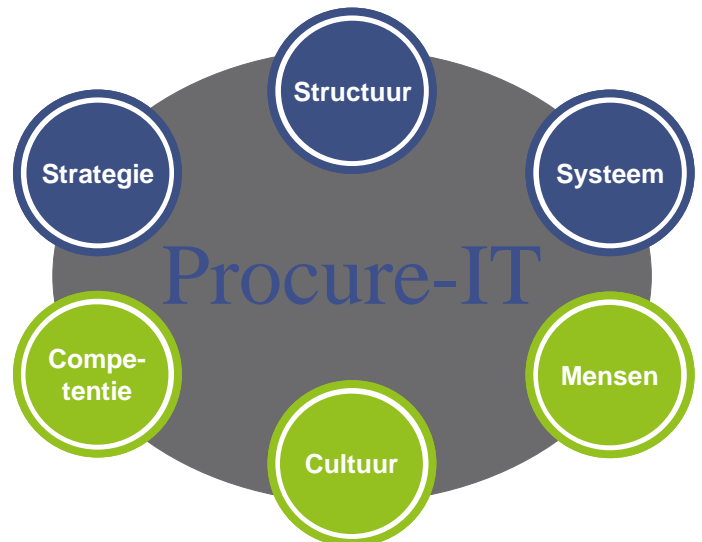 Structuur
Strategie
Systeem
Procure-IT
Compe-
tentie
Mensen
Cultuur